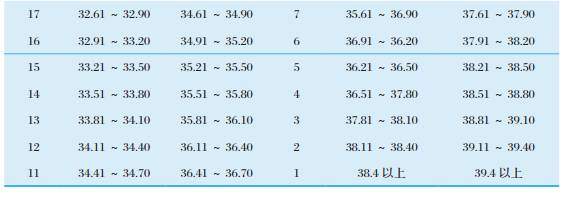 17 32.61 ~ 32.90 34.61 ~ 34.90 7 35.61 ~ 36.90 37.61 ~ 37.90
16 32.91 ~ 33.20 34.91 ~ 35.20 6 36.91 ~ 36.20 37.91 ~ 38.20
15 33.21 ~ 33.50 35.21 ~ 35.50 5 36.21 ~ 36.50 38.21 ~ 38.50
14 33.51 ~ 33.80 35.51 ~ 35.80 4 36.51 ~ 37.80 38.51 ~ 38.80
13 33.81 ~ 34.10 35.81 ~ 36.10 3 37.81 ~ 38.10 38.81 ~ 39.10
12 34.11 ~ 34.40 36.11 ~ 36.40 2 38.11 ~ 38.40 39.11 ~ 39.40
11 34.41 ~ 34.70 36.41 ~ 36.70 1 38.4 以上 39.4 以上